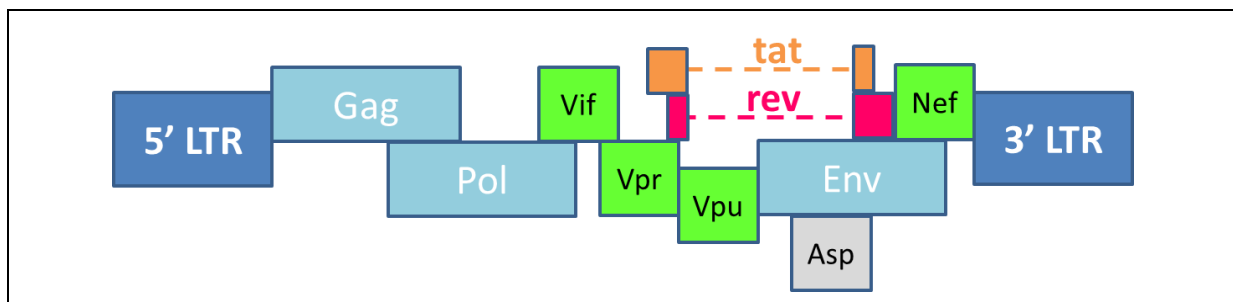 tat
rev
5’ LTR
Gag
Pol
Vif
Vpr
Vpu
Env
Asp
Nef
3’ LTR